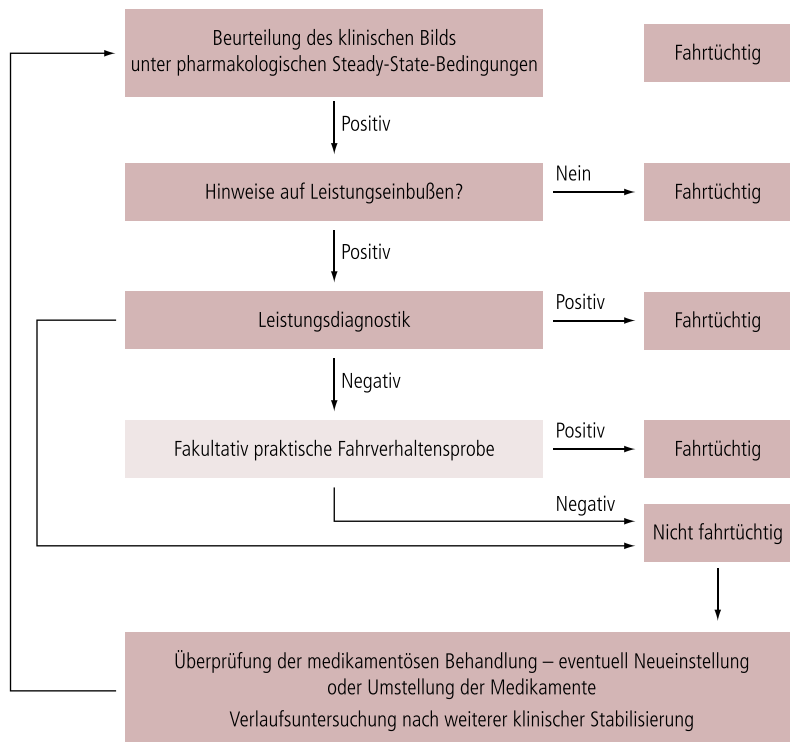 Beurteilung des klinischen Bilds
unter pharmakologischen Steady-State-Bedingungen
Fahrtüchtig
Positiv
Hinweise auf Leistungseinbußen?
Nein
Fahrtüchtig
Positiv
Leistungsdiagnostik
Positiv
Fahrtüchtig
Negativ
Fakultativ praktische Fahrverhaltensprobe
Positiv
Fahrtüchtig
Negativ
Nicht fahrtüchtig
Überprüfung der medikamentösen Behandlung – eventuell Neueinstellung
oder Umstellung der Medikamente
Verlaufsuntersuchung nach weiterer klinischer Stabilisierung